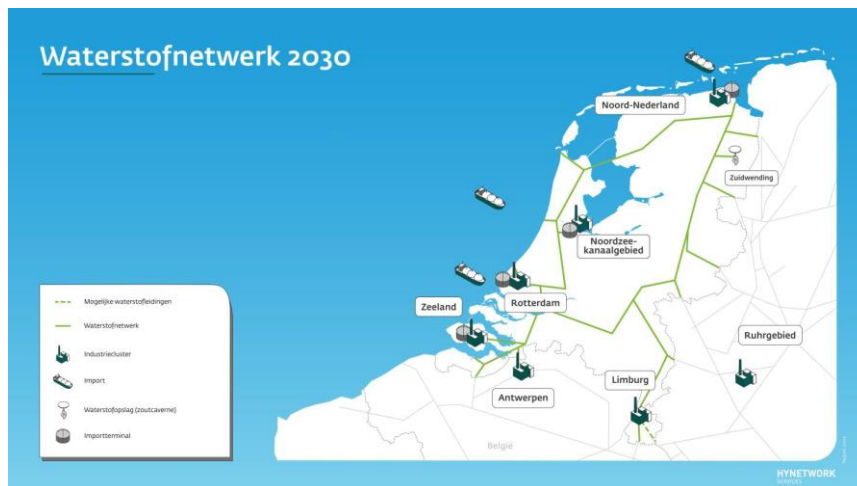 Waterstofnetwerk 2030
Noord-Nederland
Zuidwending
Noordzee-
kanaalgebied
Rotterdam
Zeeland
Ruhrgebied
Limburg
Antwerpen
België
Mogelijke waterstofleidingen
Waterstofnetwerk
Industriecluster
Import
Waterstofopslag (zoutcaverne)
Importterminal
HYNETWORK
SERVICES